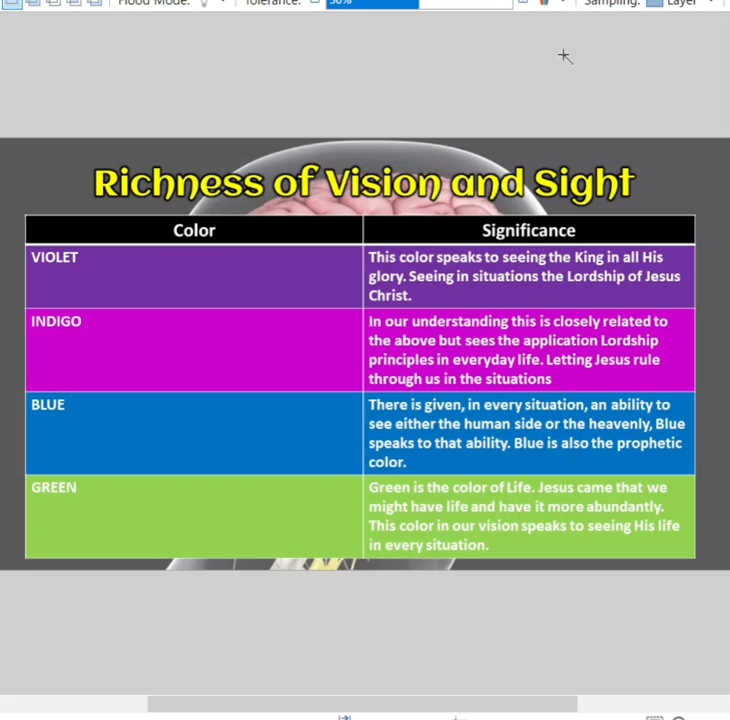 Flood Mode:
Tolerance:
Sampling:
Layer
Richness of Vision and Sight
Color
Significance
VIOLET
This color speaks to seeing the King in all His
glory. Seeing in situations the Lordship of Jesus
Christ.
INDIGO
In our understanding this is closely related to
the above but sees the application Lordship
principles in everyday life. Letting Jesus rule
through us in the situations
BLUE
There is given, in every situation, an ability to
see either the human side or the heavenly, Blue
speaks to that ability. Blue is also the prophetic
color.
GREEN
Green is the color of Life. Jesus came that we
might have life and have it more abundantly.
This color in our vision speaks to seeing His life
in every situation.